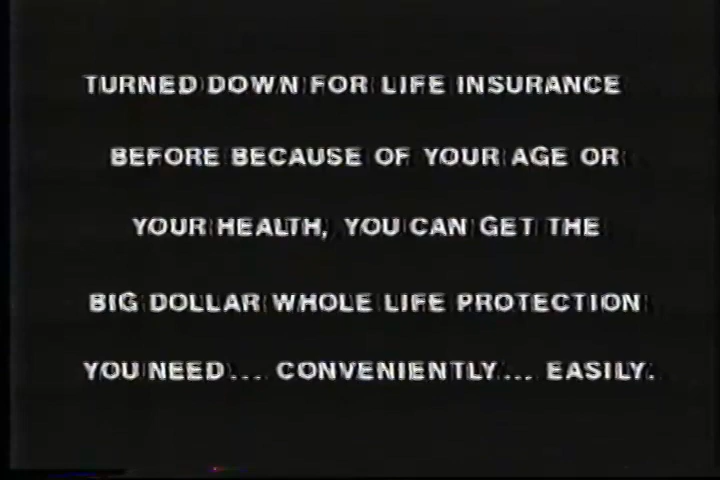 TURNED DOWN FOR LIFE INSURANCE
BEFORE BECAUSE OF YOUR AGE OR
YOUR HEALTH, YOU CAN GET THE
BIG DOLLAR WHOLE LIFE PROTECTION
YOU NEED... CONVENIENTLY... EASILY.